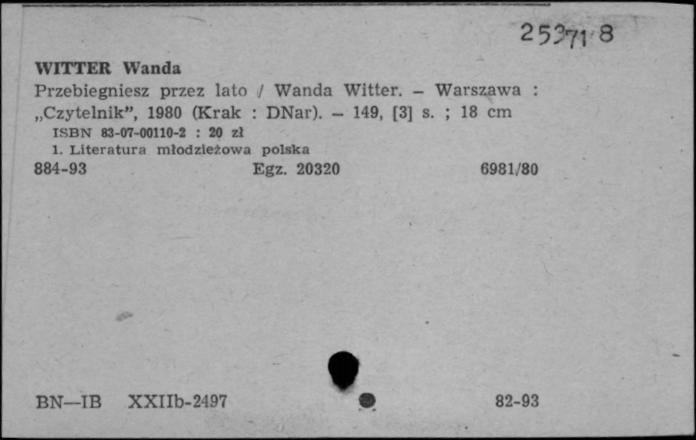 253718
WITTER Wanda
Przebiegniesz przez lato / Wanda Witter. – Warszawa :
„Czytelnik”, 1980 (Krak : DNar). – 149, [3] s. ; 18 cm
ISBN 83-07-00110-2 : 20 zł
1. Literatura młodzieżowa polska
884-93 Egz. 20320 6981/80
BN—IB XXIIb-2497 82-93